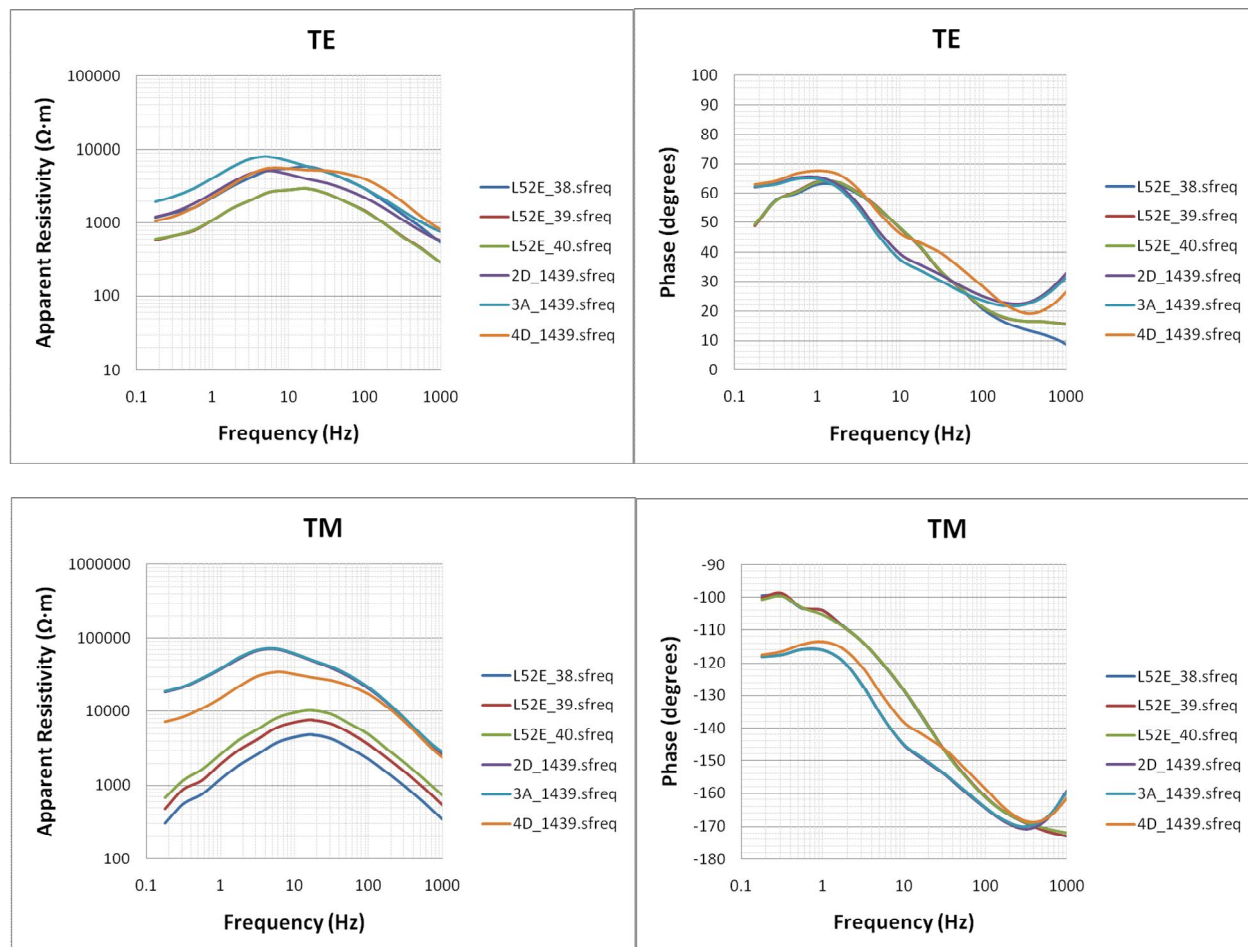 TE
Apparent Resistivity (Ω·m)
100000
10000
1000
100
10
0.1 1 10 100 1000
Frequency (Hz)
L52E_38.sfreq
L52E_39.sfreq
L52E_40.sfreq
2D_1439.sfreq
3A_1439.sfreq
4D_1439.sfreq
TE
Phase (degrees)
100
90
80
70
60
50
40
30
20
10
0
0.1 1 10 100 1000
Frequency (Hz)
L52E_38.sfreq
L52E_39.sfreq
L52E_40.sfreq
2D_1439.sfreq
3A_1439.sfreq
4D_1439.sfreq
TM
Apparent Resistivity (Ω·m)
1000000
100000
10000
1000
100
0.1 1 10 100 1000
Frequency (Hz)
L52E_38.sfreq
L52E_39.sfreq
L52E_40.sfreq
2D_1439.sfreq
3A_1439.sfreq
4D_1439.sfreq
TM
Phase (degrees)
-90
-100
-110
-120
-130
-140
-150
-160
-170
-180
0.1 1 10 100 1000
Frequency (Hz)
L52E_38.sfreq
L52E_39.sfreq
L52E_40.sfreq
2D_1439.sfreq
3A_1439.sfreq
4D_1439.sfreq